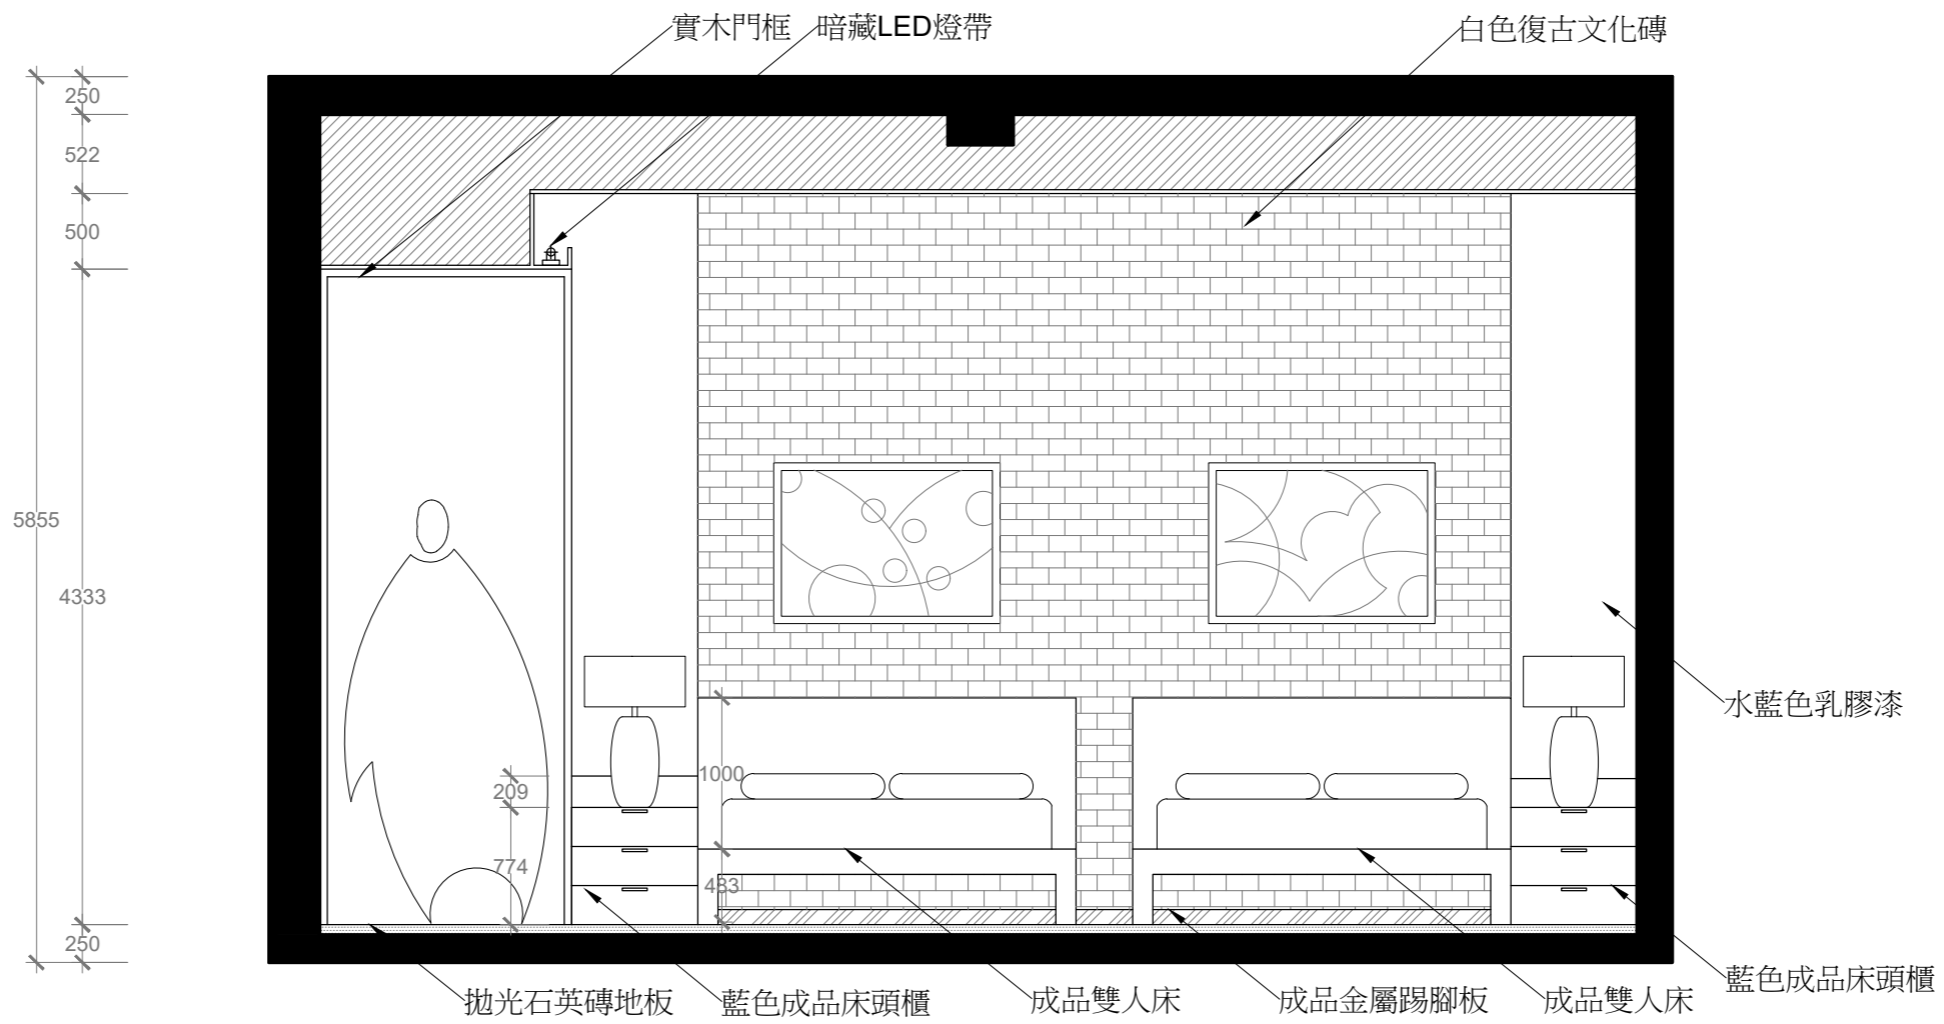 實木門框
暗藏LED燈帶
白色復古文化磚
250
522
500
5855
4333
250
209
774
1000
483
水藍色乳膠漆
藍色成品床頭櫃
拋光石英磚地板
藍色成品床頭櫃
成品雙人床
成品金屬踢腳板
成品雙人床